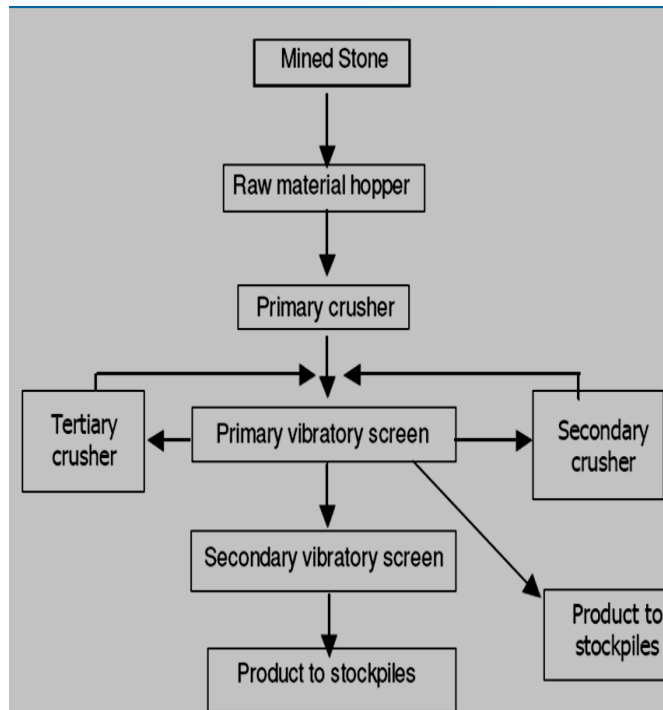 Mined Stone
Raw material hopper
Primary crusher
Tertiary
crusher
Primary vibratory screen
Secondary
crusher
Secondary vibratory screen
Product to
stockpiles
Product to stockpiles